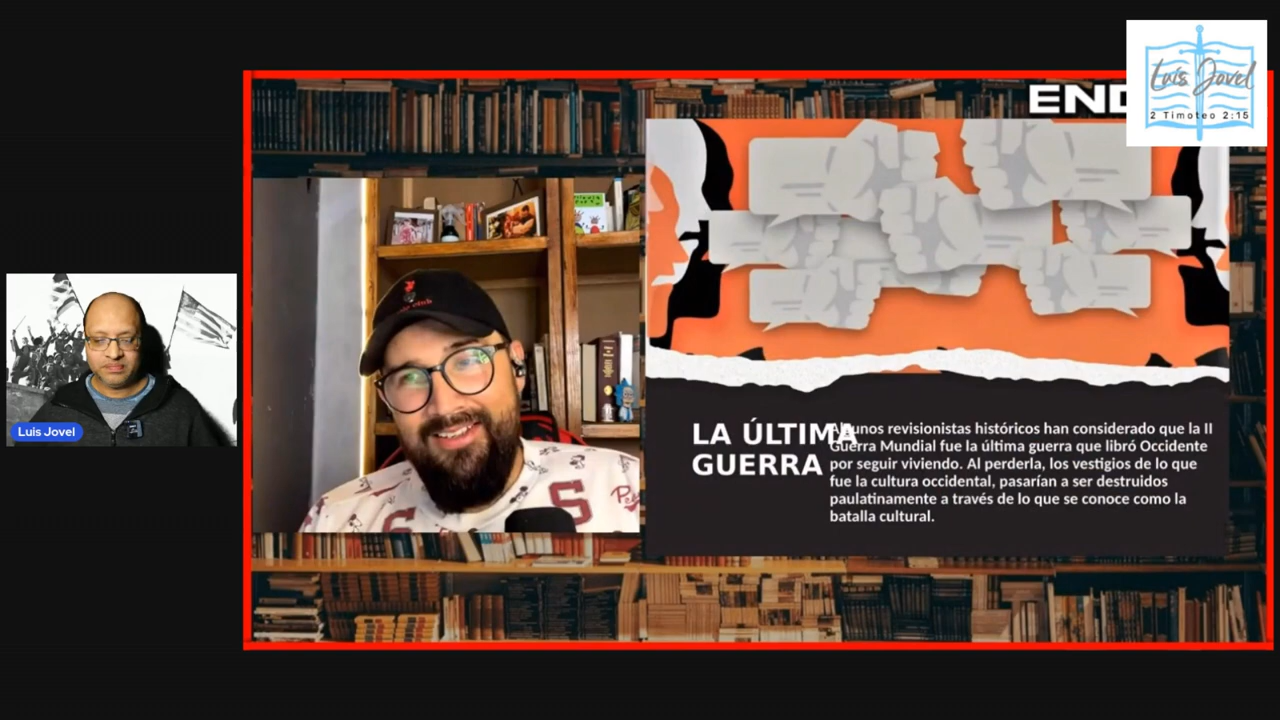 END
Luis Jovel
2 Timoteo 2:15
LA ÚLTIMA
GUERRA
Algunos revisionistas históricos han considerado que la II
Guerra Mundial fue la última guerra que libró Occidente
por seguir viviendo. Al perderla, los vestigios de lo que
fue la cultura occidental, pasarían a ser destruidos
paulatinamente a través de lo que se conoce como la
batalla cultural.
Luis Jovel